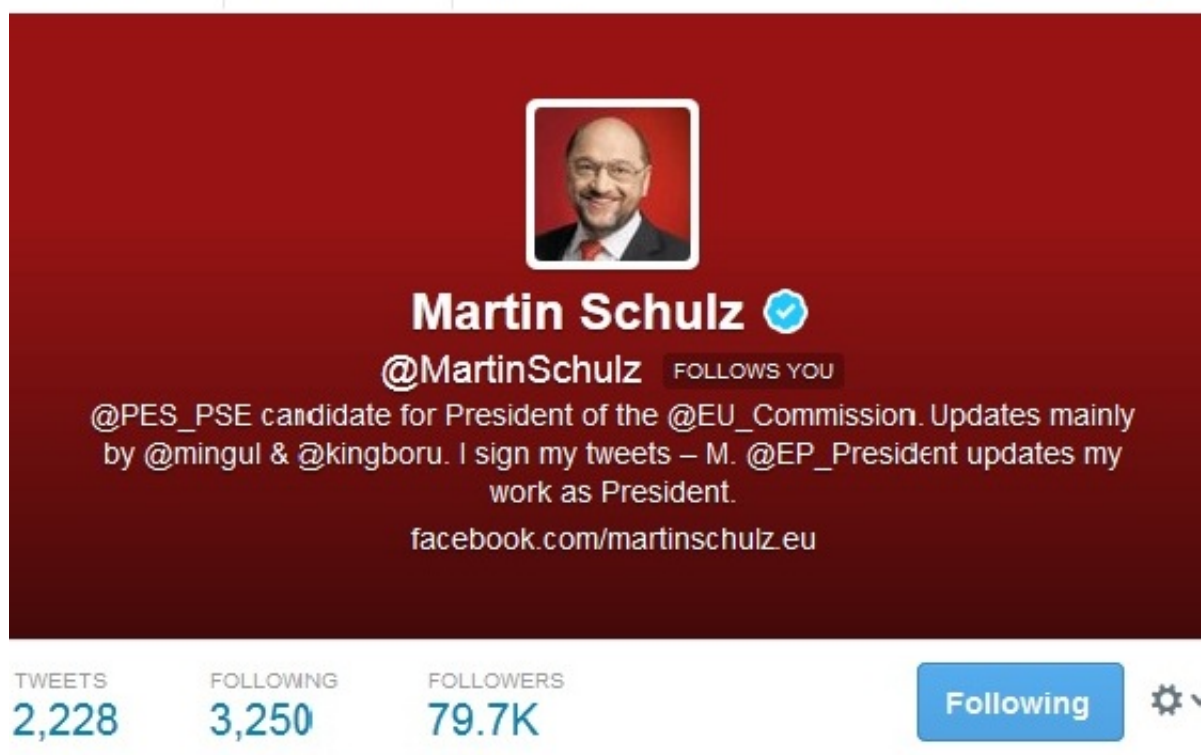 Martin Schulz
@MartinSchulz FOLLOWS YOU
@PES_PSE candidate for President of the @EU_Commission. Updates mainly
by @mingul & @kingboru. I sign my tweets – M. @EP_President updates my
work as President.
facebook.com/martinschulz.eu
TWEETS FOLLOWING FOLLOWERS
2,228 3,250 79.7K Following